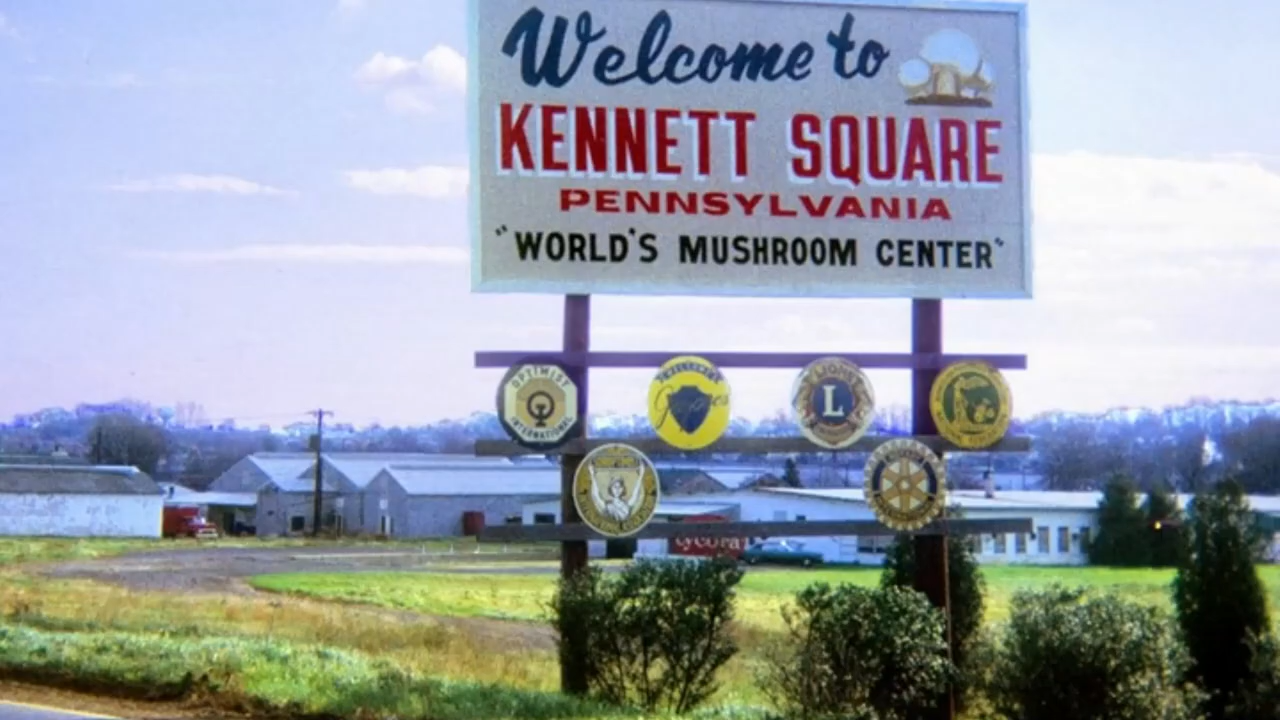 Welcome to
KENNETT SQUARE
PENNSYLVANIA
"WORLD'S MUSHROOM CENTER"
OPTIMIST
INTERNATIONAL
LIONS
L